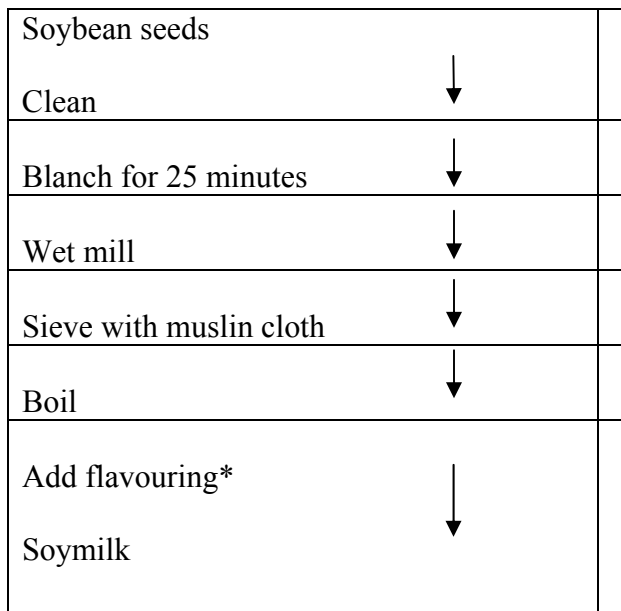 Soybean seeds
Clean
Blanch for 25 minutes
Wet mill
Sieve with muslin cloth
Boil
Add flavouring*
Soymilk